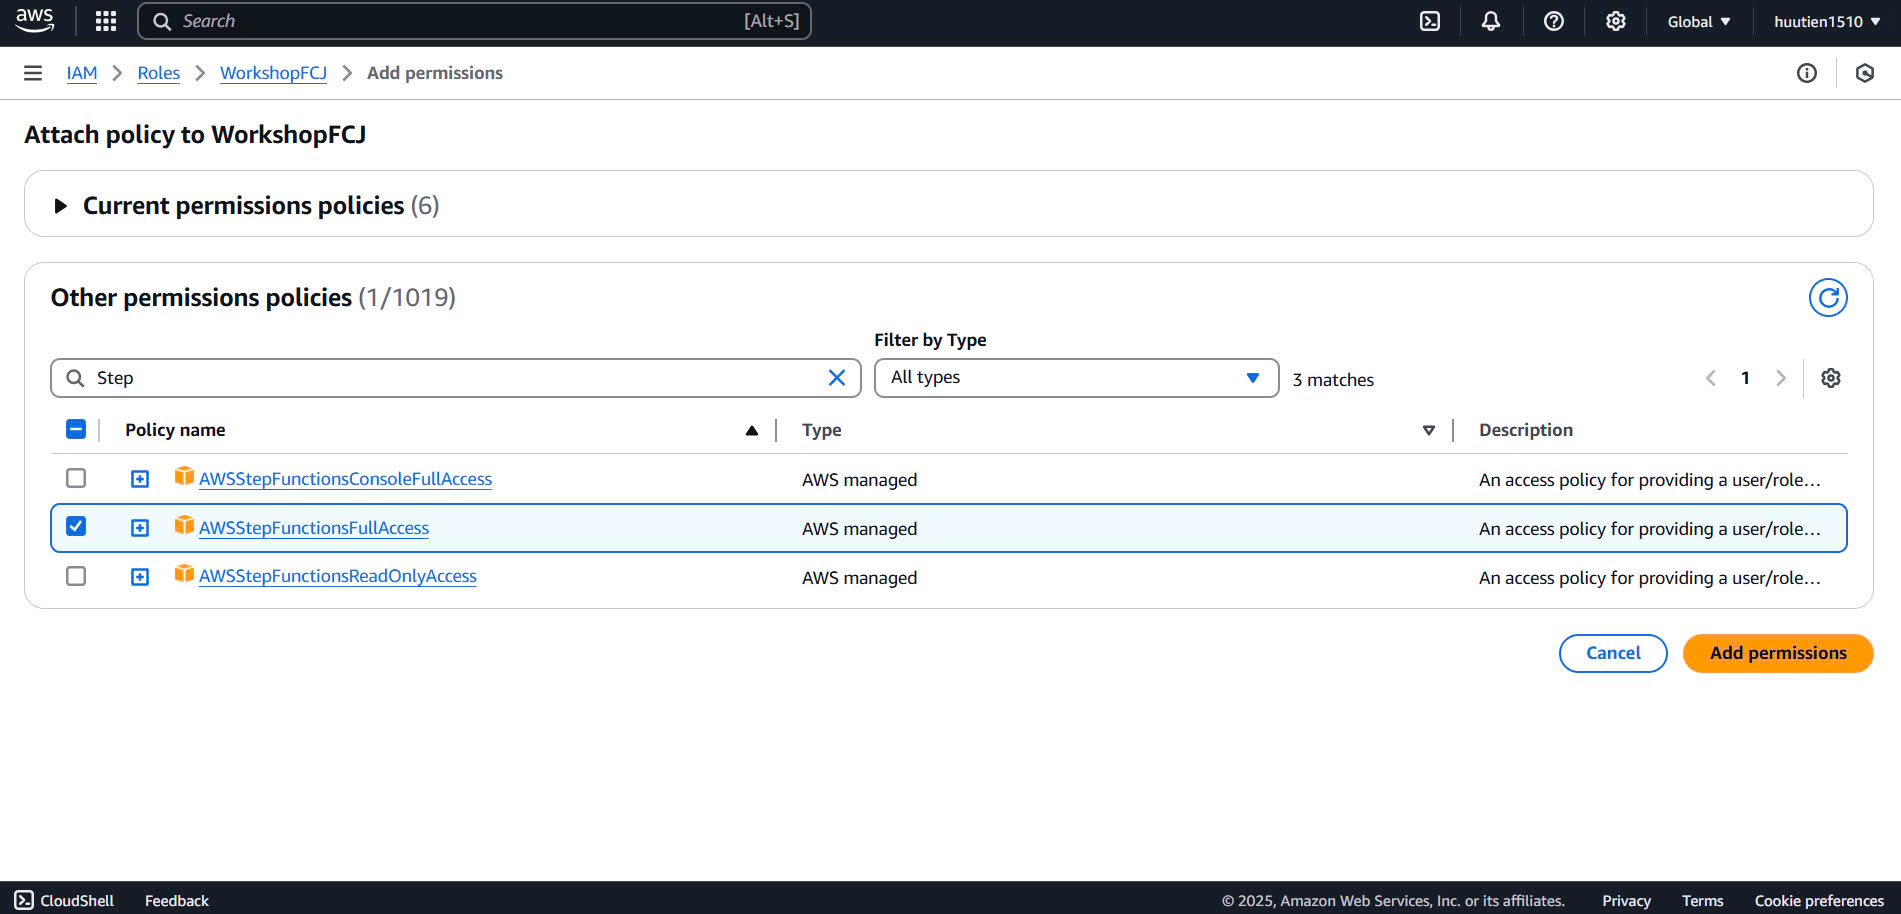 aws Search [Alt+S] Global huutien1510
IAM Roles WorkshopFCJ Add permissions
Attach policy to WorkshopFCJ
Current permissions policies (6)
Other permissions policies (1/1019)
Filter by Type
Step All types 3 matches 1
Policy name Type Description
AWSStepFunctionsConsoleFullAccess AWS managed An access policy for providing a user/role…
AWSStepFunctionsFullAccess AWS managed An access policy for providing a user/role…
AWSStepFunctionsReadOnlyAccess AWS managed An access policy for providing a user/role…
Cancel Add permissions
CloudShell Feedback © 2025, Amazon Web Services, Inc. or its affiliates. Privacy Terms Cookie preferences